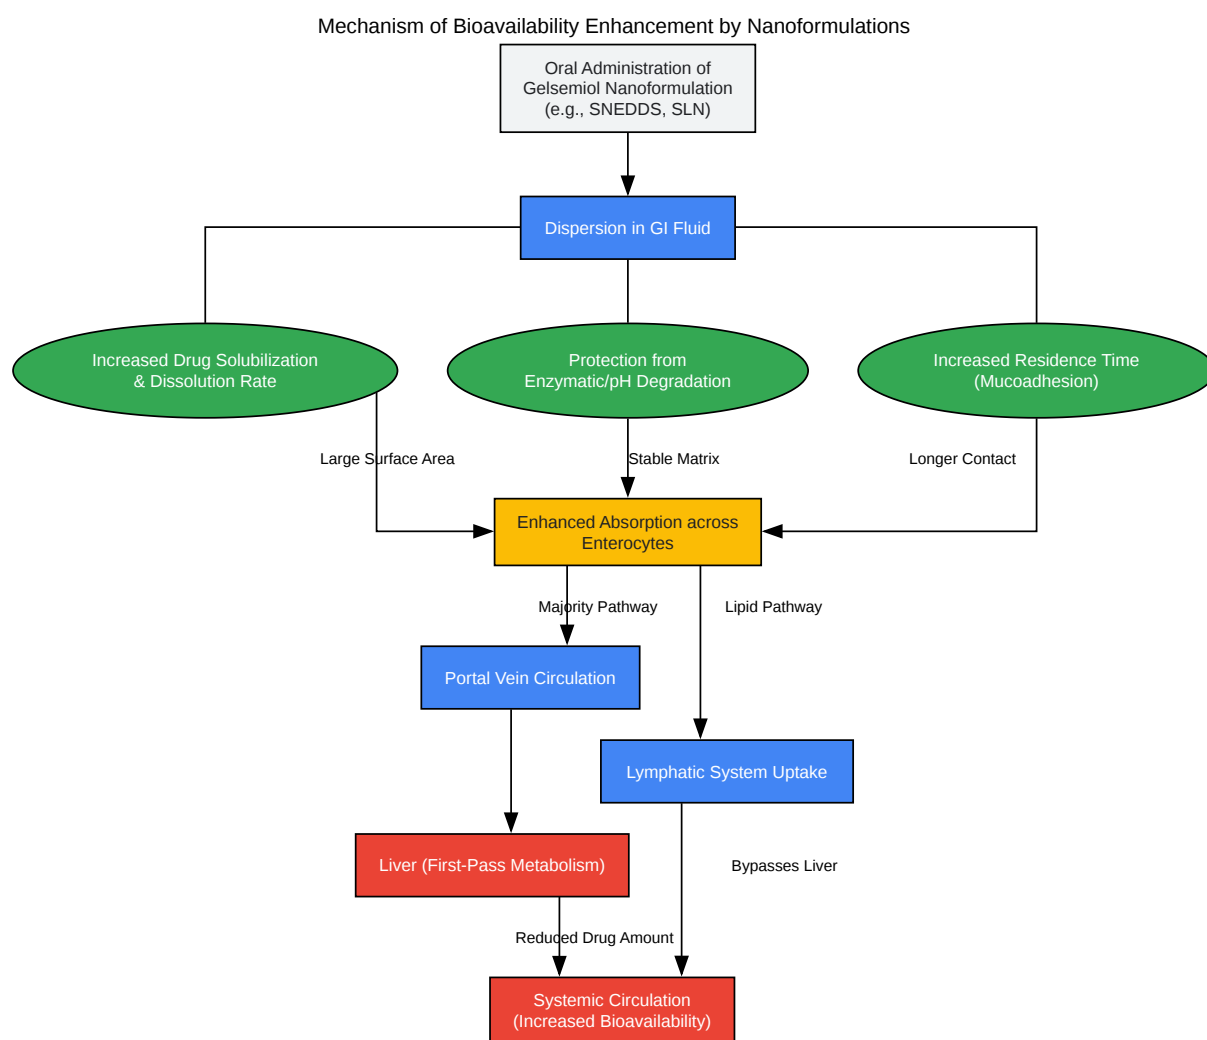 Mechanism of Bioavailability Enhancement by Nanoformulations
Oral Administration of
Gelsemiol Nanoformulation
(e.g., SNEDDS, SLN)
Dispersion in GI Fluid
Increased Drug Solubilization
& Dissolution Rate
Protection from
Enzymatic/pH Degradation
Increased Residence Time
(Mucoadhesion)
Large Surface Area
Stable Matrix
Longer Contact
Enhanced Absorption across
Enterocytes
Majority Pathway
Lipid Pathway
Portal Vein Circulation
Lymphatic System Uptake
Liver (First-Pass Metabolism)
Bypasses Liver
Reduced Drug Amount
Systemic Circulation
(Increased Bioavailability)